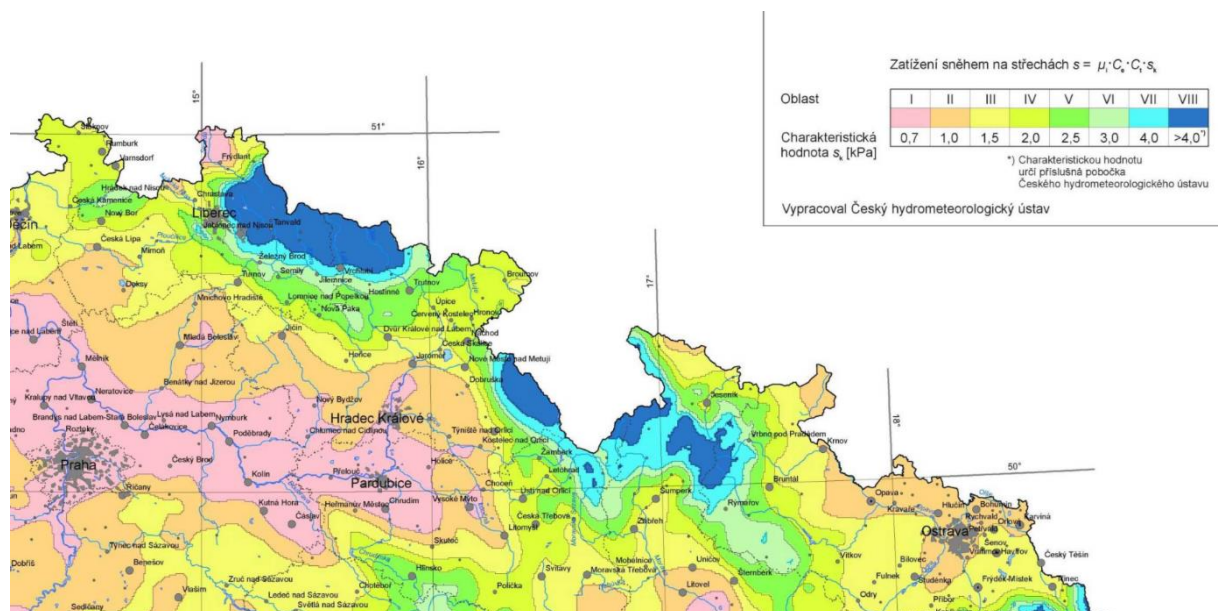 Zatížení sněhem na střechách s = μᵢ·Cₑ·Cₜ·sₖ
Oblast I II III IV V VI VII VIII
Charakteristická
hodnota sₖ [kPa] 0,7 1,0 1,5 2,0 2,5 3,0 4,0 >4,0*)
*) Charakteristickou hodnotu
určí příslušná pobočka
Českého hydrometeorologického ústavu
Vypracoval Český hydrometeorologický ústav
15°
51°
16°
17°
18°
50°
Rumburk
Varnsdorf
Frýdlant
Hrádek nad Nisou
Chrastava
Česká Kamenice
Nový Bor
Liberec
Jablonec nad Nisou
Tanvald
Česká Lípa
Mimoň
Železný Brod
Semily
Jilemnice
Vrchlabí
Turnov
Doksy
Mnichovo Hradiště
Lomnice nad Popelkou
Hostinné
Trutnov
Broumov
Nová Paka
Úpice
Červený Kostelec
Hronov
Štětí
Mladá Boleslav
Jičín
Dvůr Králové nad Labem
Náchod
Česká Skalice
Hořice
Jaroměř
Nové Město nad Metují
Mělník
Dobruška
Benátky nad Jizerou
Neratovice
Kralupy nad Vltavou
Nový Bydžov
Jeseník
Brandýs nad Labem-Stará Boleslav
Lysá nad Labem
Nymburk
Hradec Králové
Roztoky
Čelákovice
Poděbrady
Chlumec nad Cidlinou
Týniště nad Orlicí
Kostelec nad Orlicí
Vrbno pod Pradědem
Krnov
Praha
Český Brod
Kolín
Přelouč
Holice
Žamberk
Letohrad
Pardubice
Říčany
Choceň
Ústí nad Orlicí
Šumperk
Rýmařov
Bruntál
Opava
Kutná Hora
Heřmanův Městec
Chrudim
Vysoké Mýto
Čáslav
Česká Třebová
Kravaře
Hlučín
Bohumín
Rychvald
Orlová
Karviná
Litomyšl
Zábřeh
Ostrava
Petřvald
Týnec nad Sázavou
Skuteč
Šenov
Havířov
Dobříš
Benešov
Vítkov
Bílovec
Český Těšín
Hlinsko
Mohelnice
Uničov
Moravská Třebová
Chotěboř
Svitavy
Polička
Šternberk
Litovel
Fulnek
Studénka
Frýdek-Místek
Vlašim
Zruč nad Sázavou
Ledeč nad Sázavou
Světlá nad Sázavou
Odry
Příbor
Sedlčany